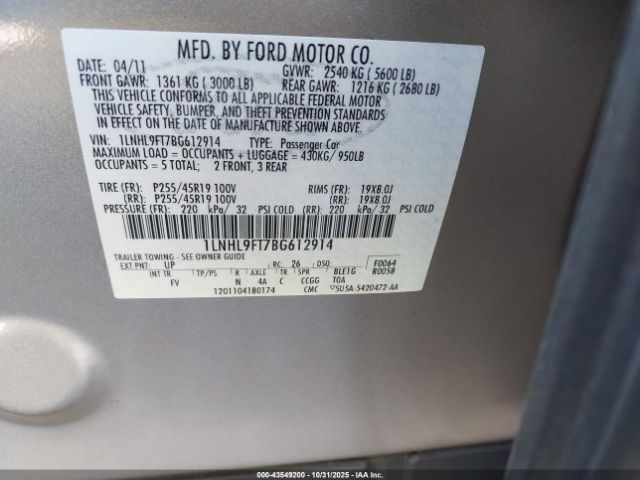 MFD. BY FORD MOTOR CO.
DATE: 04/11 GVWR: 2540 KG ( 5600 LB)
FRONT GAWR: 1361 KG ( 3000 LB) REAR GAWR: 1216 KG ( 2680 LB)
THIS VEHICLE CONFORMS TO ALL APPLICABLE FEDERAL MOTOR
VEHICLE SAFETY, BUMPER, AND THEFT PREVENTION STANDARDS
IN EFFECT ON THE DATE OF MANUFACTURE SHOWN ABOVE.
VIN: 1LNHL9FT7BG612914 TYPE: Passenger Car
MAXIMUM LOAD = OCCUPANTS + LUGGAGE = 430KG/ 950LB
OCCUPANTS = 5 TOTAL; 2 FRONT, 3 REAR
TIRE (FR): P255/45R19 100V RIMS (FR): 19X8.0J
(RR): P255/45R19 100V (RR): 19X8.0J
PRESSURE (FR): 220 kPa/ 32 PSI COLD (RR): 220 kPa/ 32 PSI COLD
1LNHL9FT7BG612914
TRAILER TOWING - SEE OWNER GUIDE
EXT PNT: UP RC: 26 DSO: F0064
R0058
INT TR TP/PS R AXLE TR SPR BLE1G TOA
FV N 4A C CCGG
1201104180174 CMC 5U5A-5420472-AA
00-43549200 - 10/31/2025 - IAAI.COM